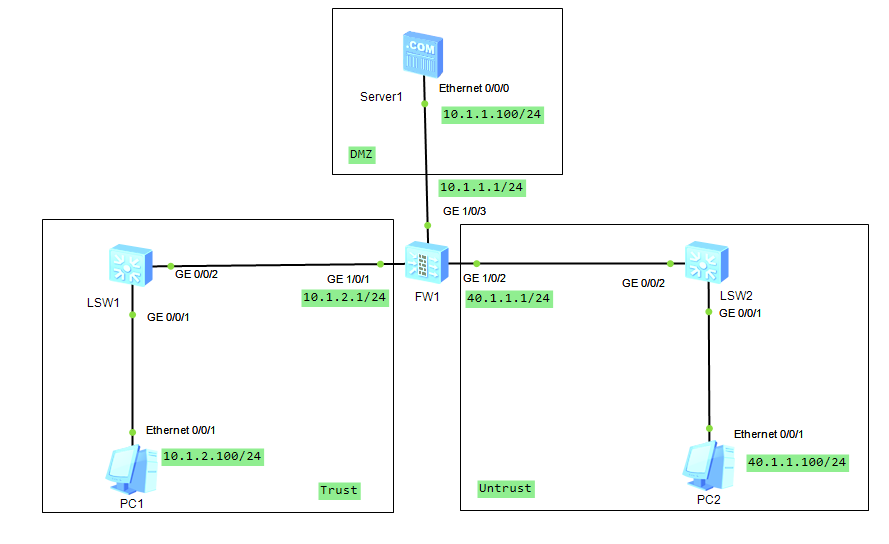 .COM
Ethernet 0/0/0
Server1
10.1.1.100/24
DMZ
10.1.1.1/24
GE 1/0/3
GE 0/0/2
GE 1/0/1
FW1
GE 1/0/2
GE 0/0/2
LSW1
10.1.2.1/24
40.1.1.1/24
LSW2
GE 0/0/1
GE 0/0/1
Ethernet 0/0/1
10.1.2.100/24
Ethernet 0/0/1
40.1.1.100/24
Trust
Untrust
PC1
PC2